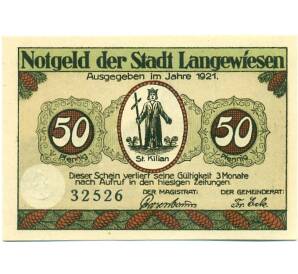 Notgeld der Stadt Langewiesen
Ausgegeben im Jahre 1921.
50 50
Pfennig Pfennig
St. Kilian
Dieser Schein verliert seine Gültigkeit 3 Monate
nach Aufruf in den hiesigen Zeitungen.
32526 DER MAGISTRAT: DER GEMEINDERAT: